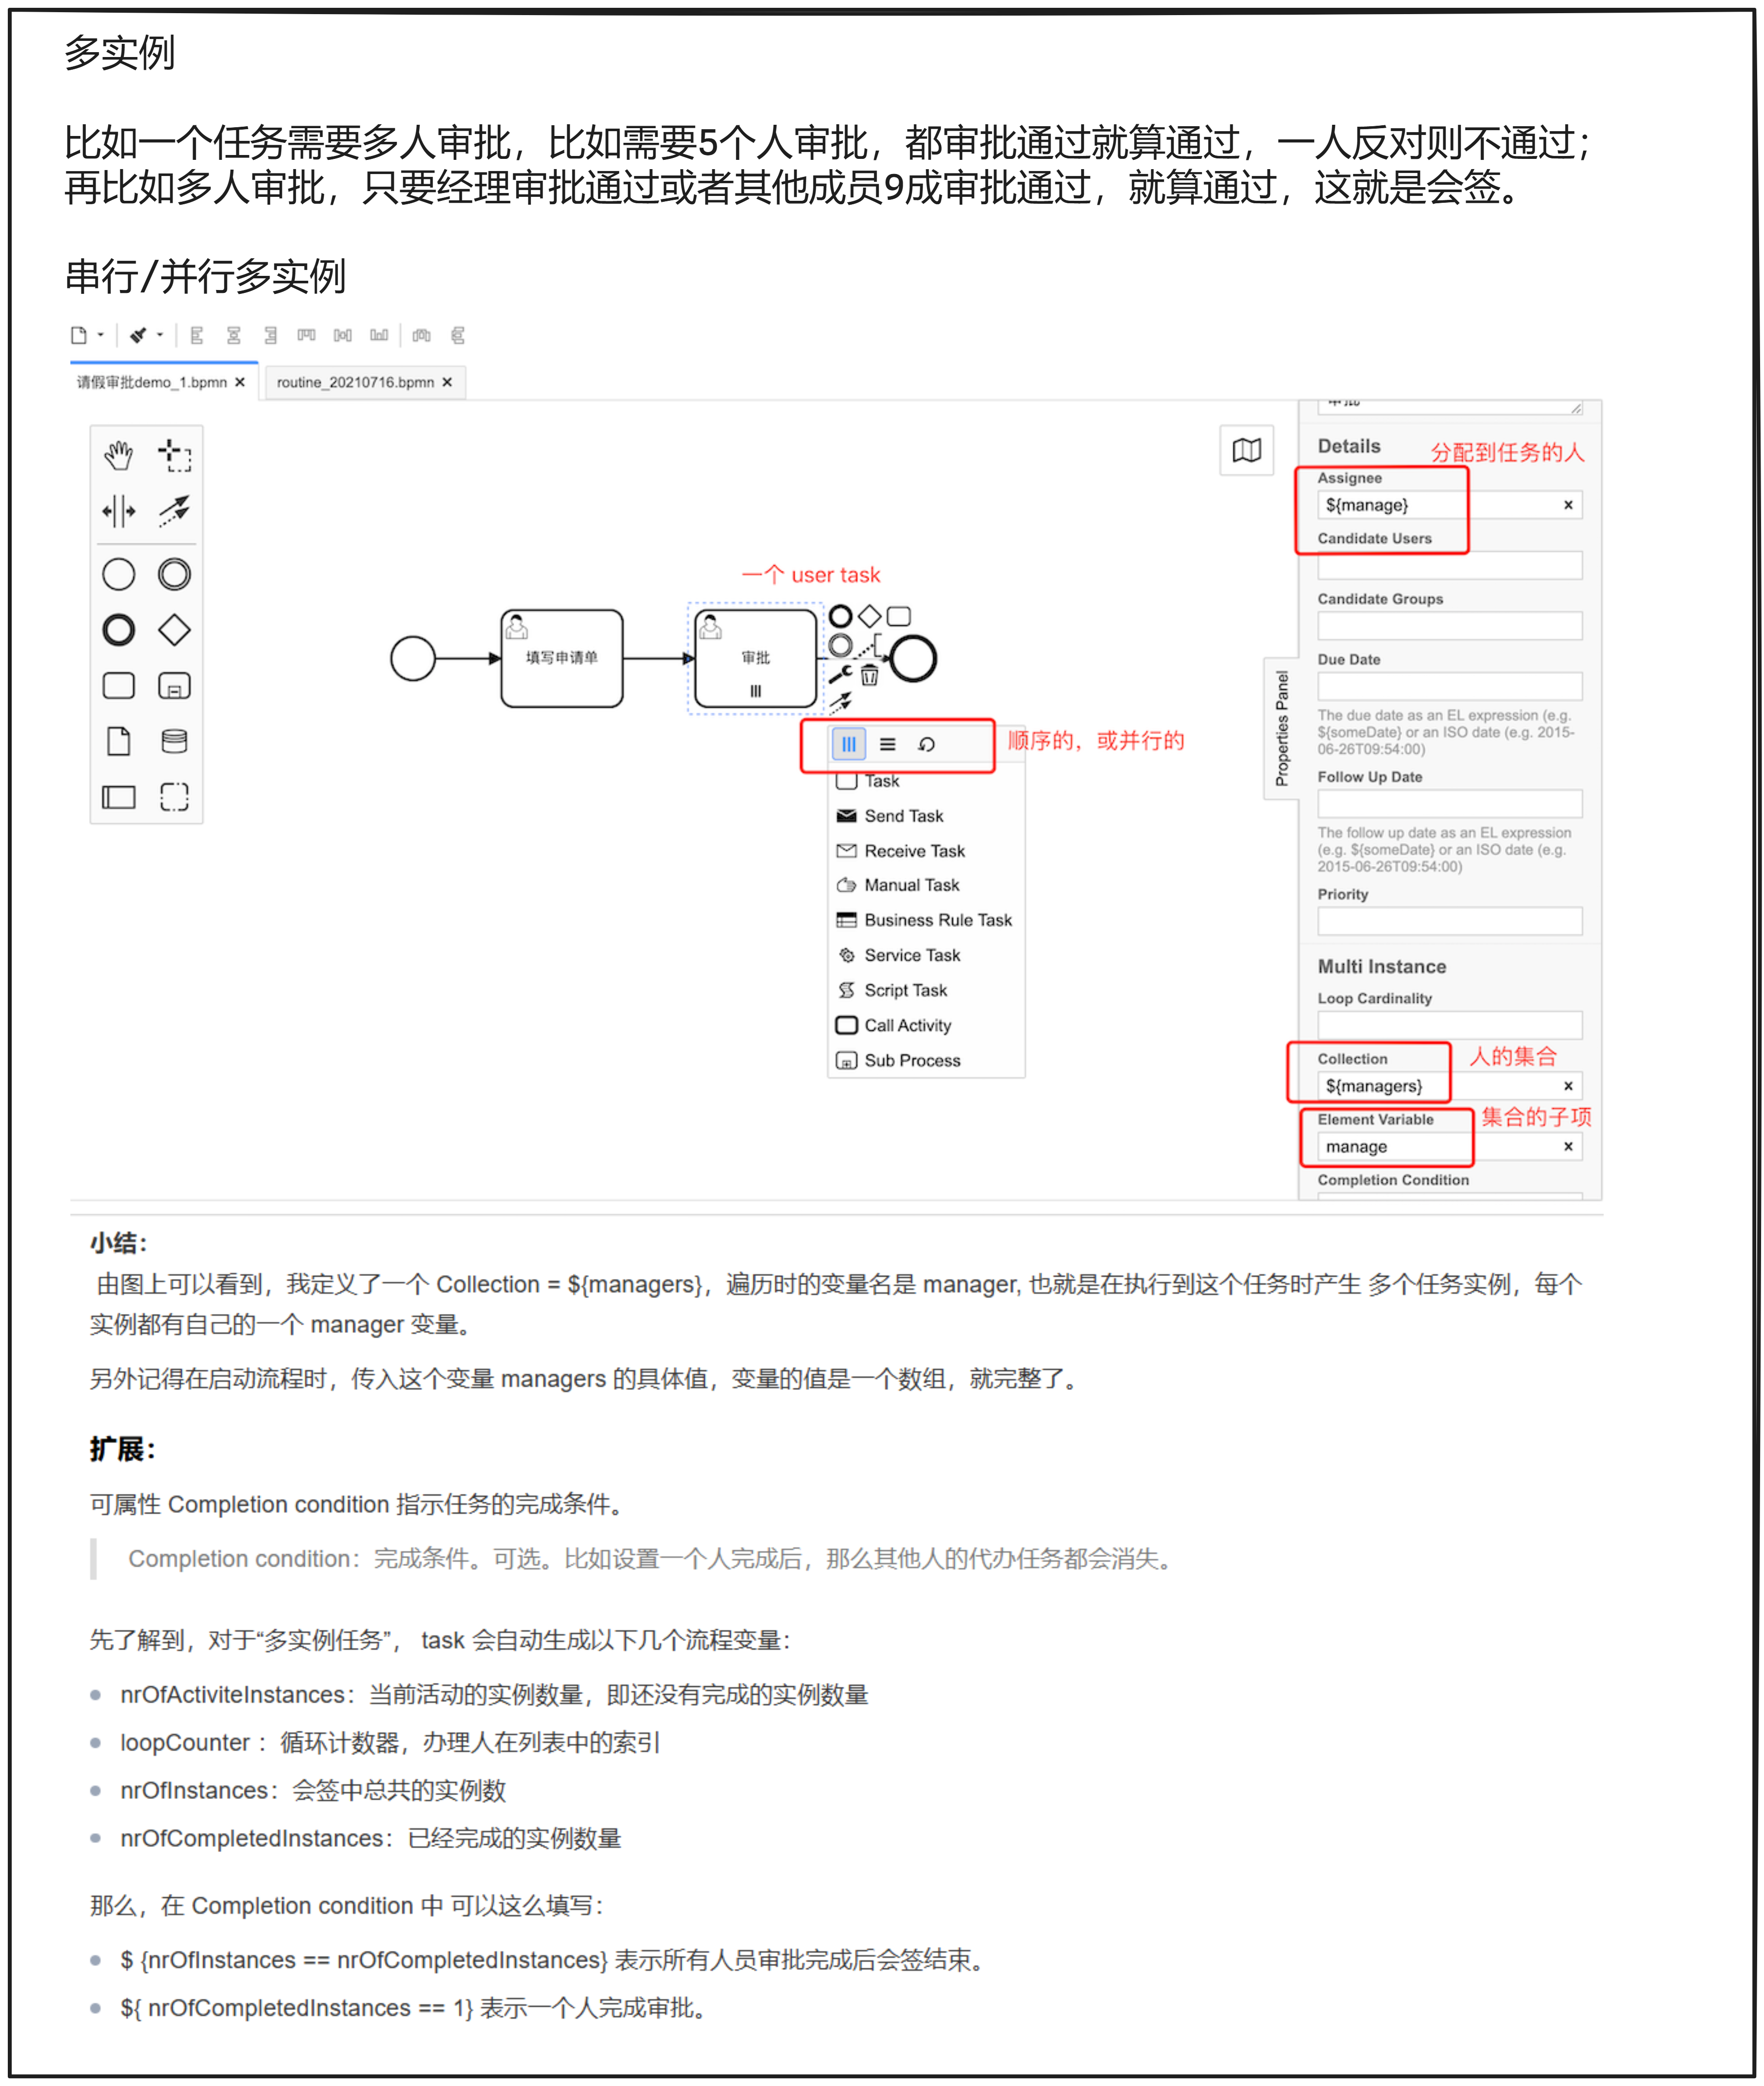 多实例
比如一个任务需要多人审批，比如需要5个人审批，都审批通过就算通过，一人反对则不通过；
再比如多人审批，只要经理审批通过或者其他成员9成审批通过，就算通过，这就是会签。
串行/并行多实例
请假审批demo_1.bpmn ×
routine_20210716.bpmn ×
Details
分配到任务的人
Assignee
${manage} ×
Candidate Users
Candidate Groups
Due Date
The due date as an EL expression (e.g.
${someDate} or an ISO date (e.g. 2015-
06-26T09:54:00)
Follow Up Date
The follow up date as an EL expression
(e.g. ${someDate} or an ISO date (e.g.
2015-06-26T09:54:00)
Priority
Multi Instance
Loop Cardinality
Collection
人的集合
${managers} ×
Element Variable
集合的子项
manage ×
Completion Condition
Properties Panel
一个 user task
填写申请单
审批
顺序的，或并行的
Task
Send Task
Receive Task
Manual Task
Business Rule Task
Service Task
Script Task
Call Activity
Sub Process
小结：
由图上可以看到，我定义了一个 Collection = ${managers}，遍历时的变量名是 manager, 也就是在执行到这个任务时产生 多个任务实例，每个
实例都有自己的一个 manager 变量。
另外记得在启动流程时，传入这个变量 managers 的具体值，变量的值是一个数组，就完整了。
扩展：
可属性 Completion condition 指示任务的完成条件。
Completion condition：完成条件。可选。比如设置一个人完成后，那么其他人的代办任务都会消失。
先了解到，对于“多实例任务”， task 会自动生成以下几个流程变量：
nrOfActiviteInstances：当前活动的实例数量，即还没有完成的实例数量
loopCounter ：循环计数器，办理人在列表中的索引
nrOfInstances：会签中总共的实例数
nrOfCompletedInstances：已经完成的实例数量
那么，在 Completion condition 中 可以这么填写：
$ {nrOfInstances == nrOfCompletedInstances} 表示所有人员审批完成后会签结束。
${ nrOfCompletedInstances == 1} 表示一个人完成审批。